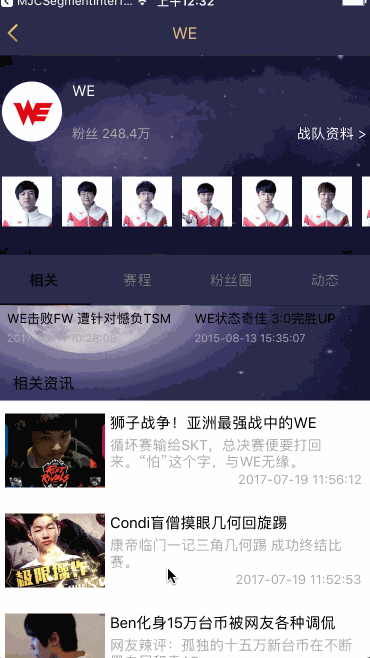 MJCSegmentInterf... 上午12:32
WE
WE
粉丝 248.4万
战队资料 >
相关 赛程 粉丝圈 动态
WE击败FW 遭针对憾负TSM
WE状态奇佳 3:0完胜UP
10:28:08
2015-08-13 15:35:07
相关资讯
狮子战争！亚洲最强战中的WE
循环赛输给SKT，总决赛便要打回
来。“怕”这个字，与WE无缘。
2017-07-19 11:56:12
Condi盲僧摸眼几何回旋踢
康帝临门一记三角几何踢 成功终结比
赛。
极限操作
2017-07-19 11:52:53
Ben化身15万台币被网友各种调侃
网友辣评：孤独的十五万新台币在不断